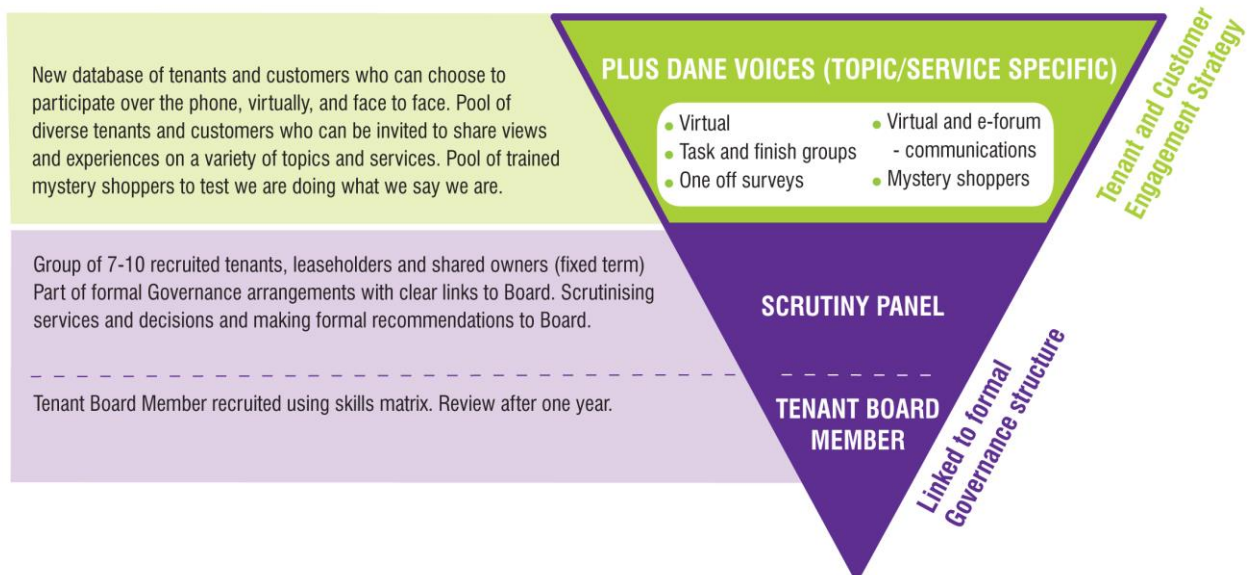 New database of tenants and customers who can choose to
participate over the phone, virtually, and face to face. Pool of
diverse tenants and customers who can be invited to share views
and experiences on a variety of topics and services. Pool of trained
mystery shoppers to test we are doing what we say we are.
PLUS DANE VOICES (TOPIC/SERVICE SPECIFIC)
• Virtual
• Task and finish groups
• One off surveys
• Virtual and e-forum
- communications
• Mystery shoppers
Tenant and Customer
Engagement Strategy
Group of 7-10 recruited tenants, leaseholders and shared owners (fixed term)
Part of formal Governance arrangements with clear links to Board. Scrutinising
services and decisions and making formal recommendations to Board.
SCRUTINY PANEL
Tenant Board Member recruited using skills matrix. Review after one year.
TENANT BOARD
MEMBER
Linked to formal
Governance structure